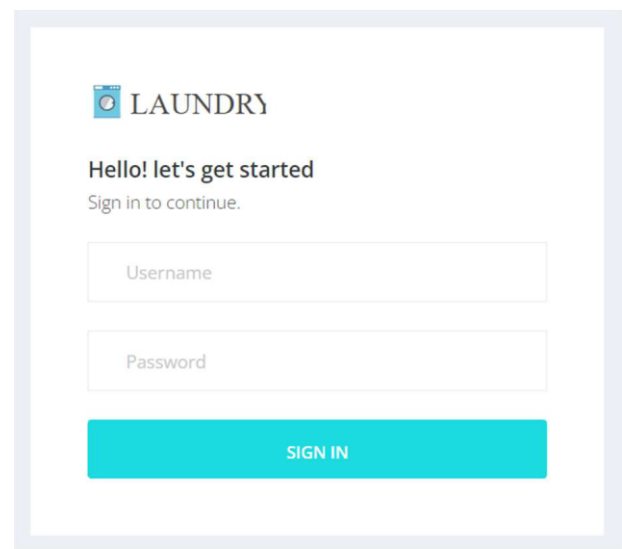 LAUNDRY
Hello! let's get started
Sign in to continue.
Username
Password
SIGN IN